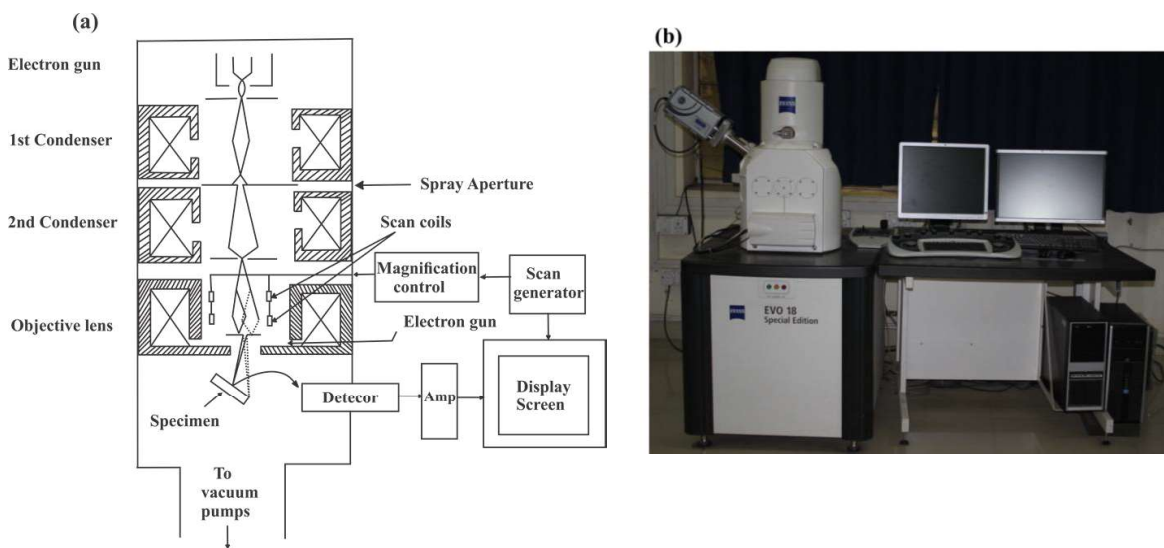 (a)
Electron gun
1st Condenser
Spray Aperture
2nd Condenser
Scan coils
Magnification
control
Scan
generator
Objective lens
Electron gun
Detecor
Amp
Display
Screen
Specimen
To
vacuum
pumps
(b)
ZEISS
ZEISS
EVO 18
Special Edition